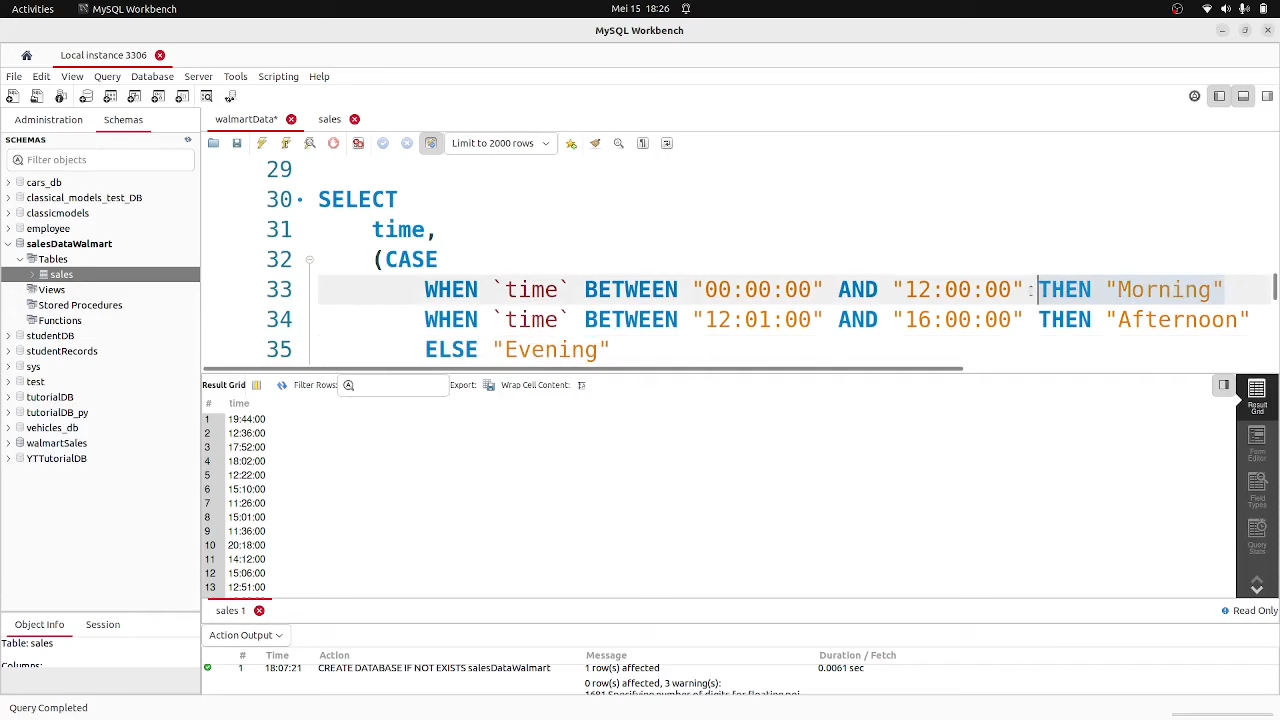 Activities MySQL Workbench Mei 15 18:26
MySQL Workbench
Local instance 3306
File Edit View Query Database Server Tools Scripting Help
Administration Schemas
walmartData* sales
SCHEMAS
Limit to 2000 rows
Filter objects
cars_db
classical_models_test_DB
classicmodels
employee
salesDataWalmart
Tables
sales
Views
Stored Procedures
Functions
studentDB
studentRecords
sys
test
tutorialDB
tutorialDB_py
vehicles_db
walmartSales
YTTutorialDB
29
30 SELECT
31 time,
32 (CASE
33 WHEN `time` BETWEEN "00:00:00" AND "12:00:00" THEN "Morning"
34 WHEN `time` BETWEEN "12:01:00" AND "16:00:00" THEN "Afternoon"
35 ELSE "Evening"
Result Grid Filter Rows: Export: Wrap Cell Content:
# time
1 19:44:00
2 12:36:00
3 17:52:00
4 18:02:00
5 12:22:00
6 15:10:00
7 11:26:00
8 15:01:00
9 11:36:00
10 20:18:00
11 14:12:00
12 15:06:00
13 12:51:00
Result
Grid
Form
Editor
Field
Types
Query
Stats
sales 1 Read Only
Object Info Session
Table: sales
Columns:
Action Output
# Time Action Message Duration / Fetch
1 18:07:21 CREATE DATABASE IF NOT EXISTS salesDataWalmart 1 row(s) affected 0.0061 sec
0 row(s) affected, 3 warning(s):
1681 Specifying number of digits for floating poi
Query Completed